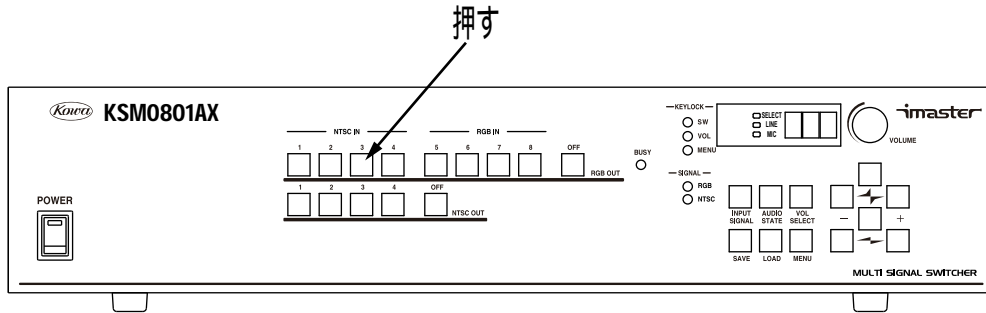 押す
Kowa KSM0801AX
imaster
VOLUME
KEYLOCK
SW
VOL
MENU
SELECT
LINE
MIC
SIGNAL
RGB
NTSC
NTSC IN
RGB IN
1 2 3 4 5 6 7 8 OFF
RGB OUT
BUSY
1 2 3 4 OFF
NTSC OUT
POWER
INPUT SIGNAL
AUDIO STATE
VOL SELECT
− +
SAVE LOAD MENU
MULTI SIGNAL SWITCHER